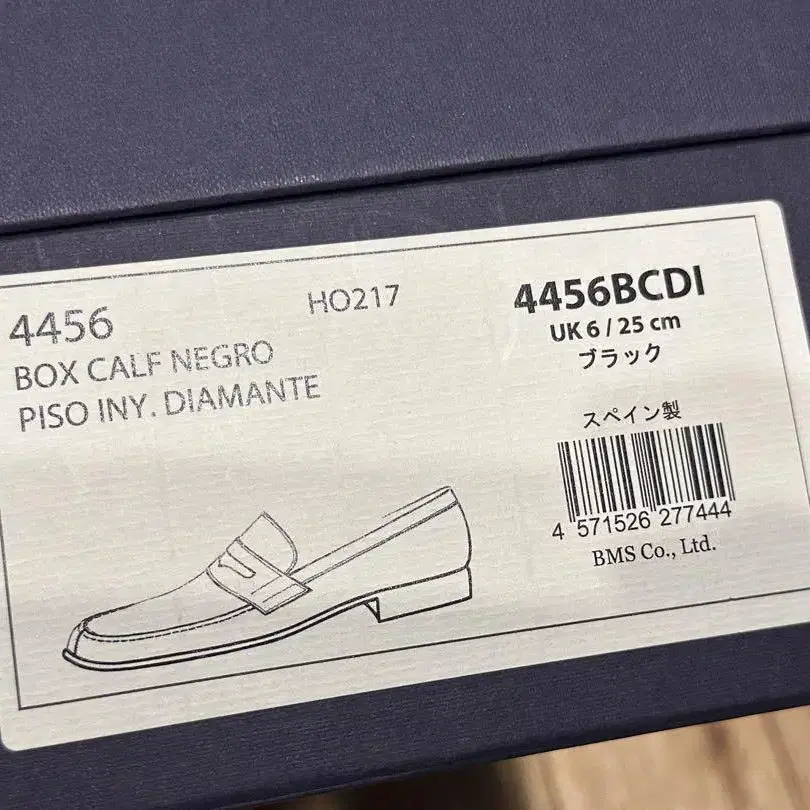 4456
HO217
BOX CALF NEGRO
PISO INY. DIAMANTE
4456BCDI
UK 6 / 25 cm
ブラック
スペイン製
4 571526 277444
BMS Co., Ltd.